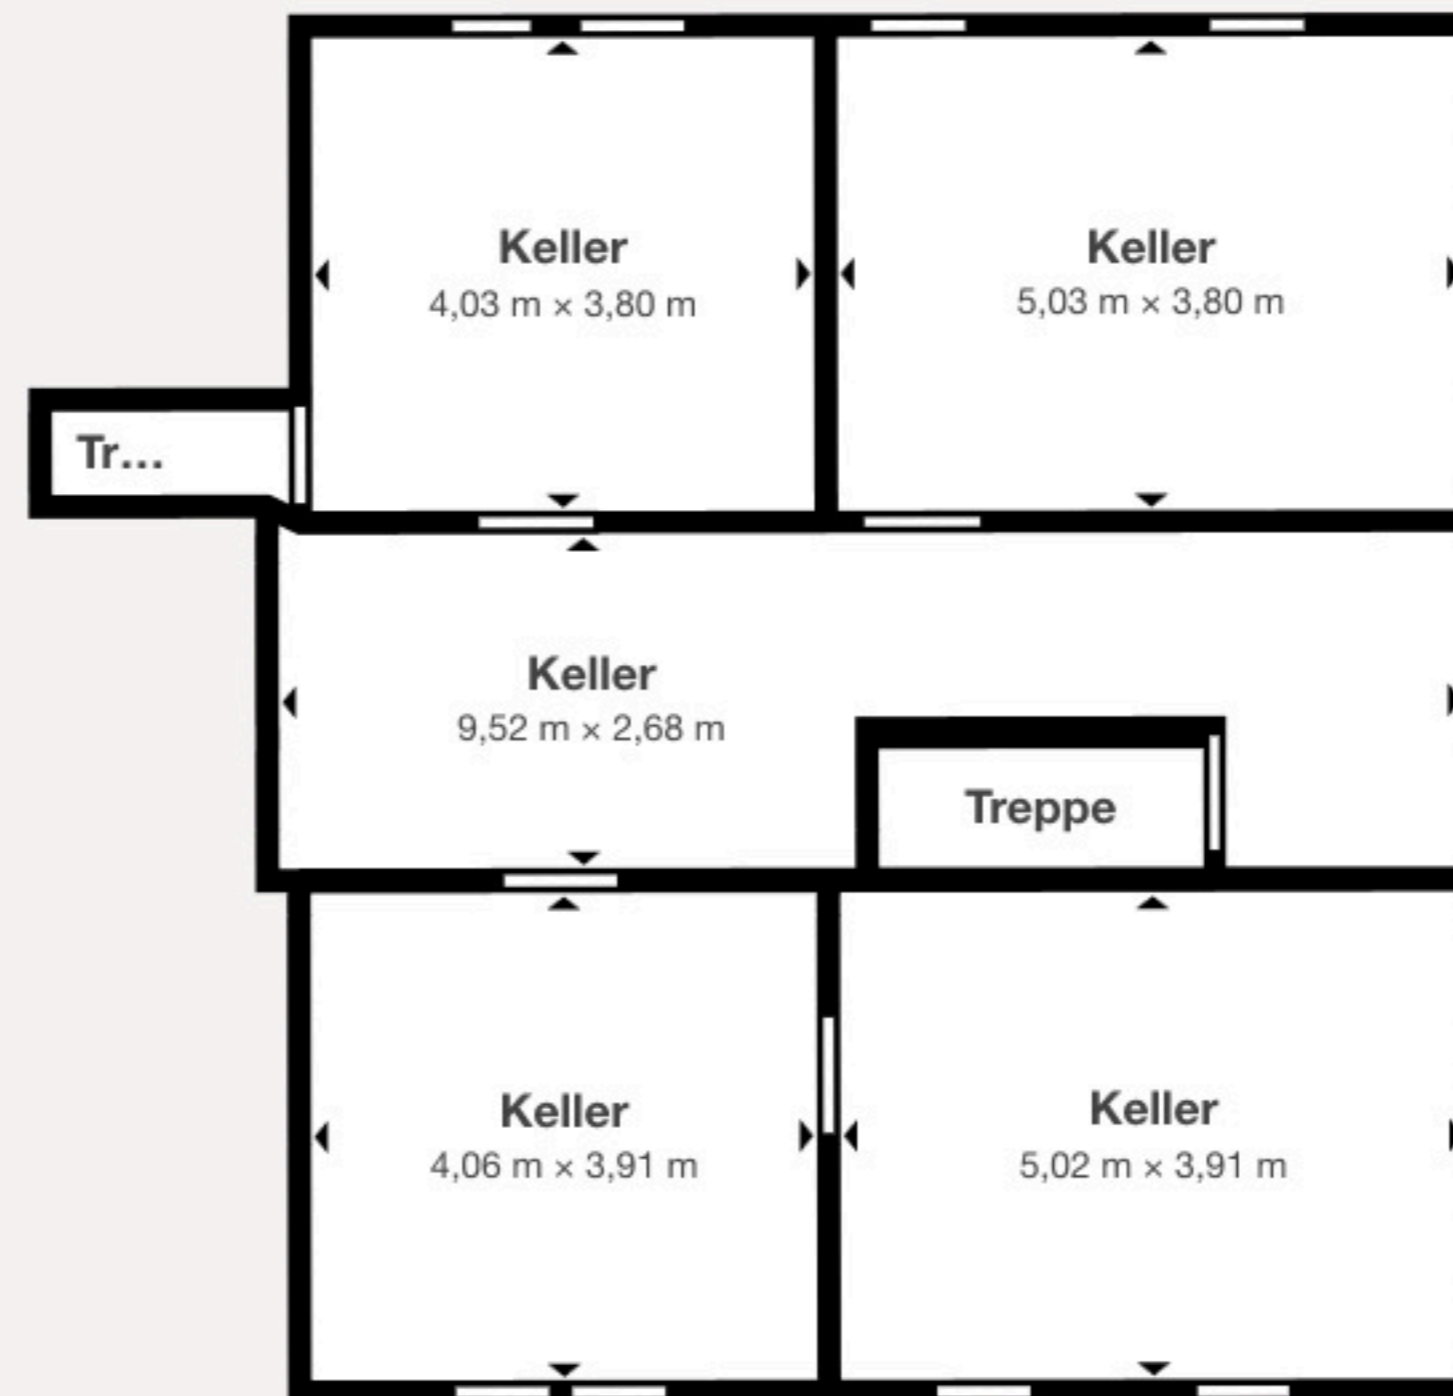 Keller
4,03 m × 3,80 m
Keller
5,03 m × 3,80 m
Tr...
Keller
9,52 m × 2,68 m
Treppe
Keller
4,06 m × 3,91 m
Keller
5,02 m × 3,91 m